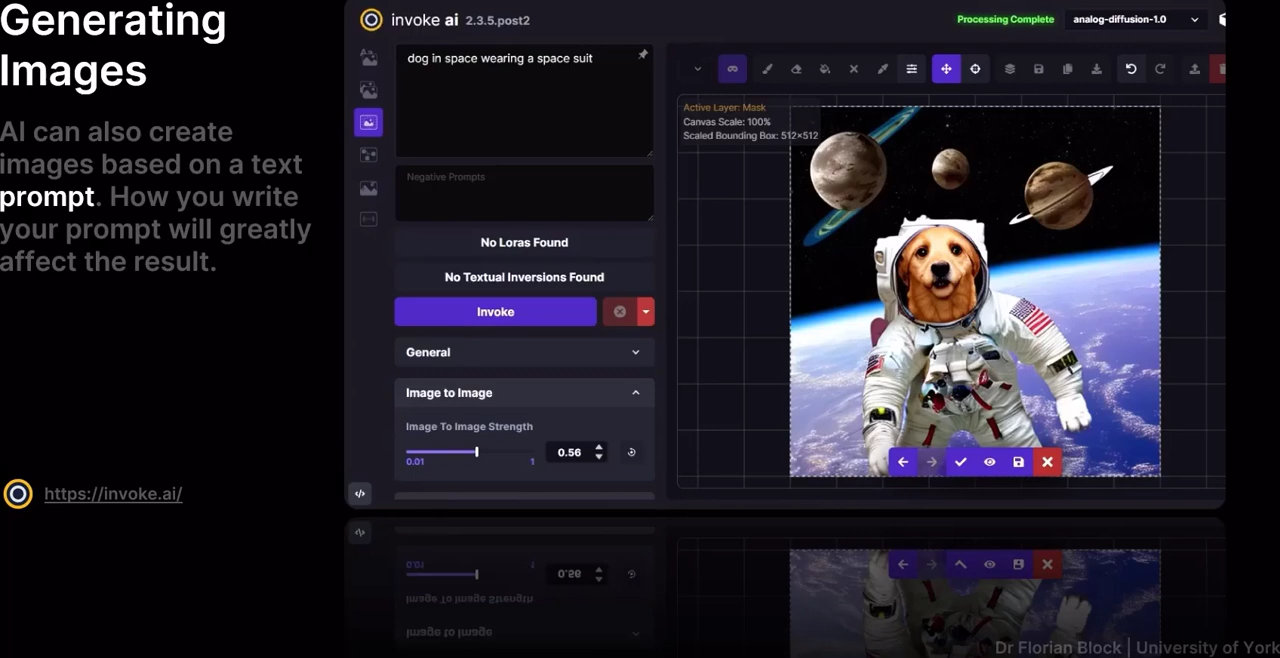 Generating
Images
AI can also create
images based on a text
prompt. How you write
your prompt will greatly
affect the result.
https://invoke.ai/
invoke ai 2.3.5.post2
Processing Complete
analog-diffusion-1.0
dog in space wearing a space suit
Negative Prompts
No Loras Found
No Textual Inversions Found
Invoke
General
Image to Image
Image To Image Strength
0.01
1
0.56
Active Layer: Mask
Canvas Scale: 100%
Scaled Bounding Box: 512×512
Dr Florian Block | University of York